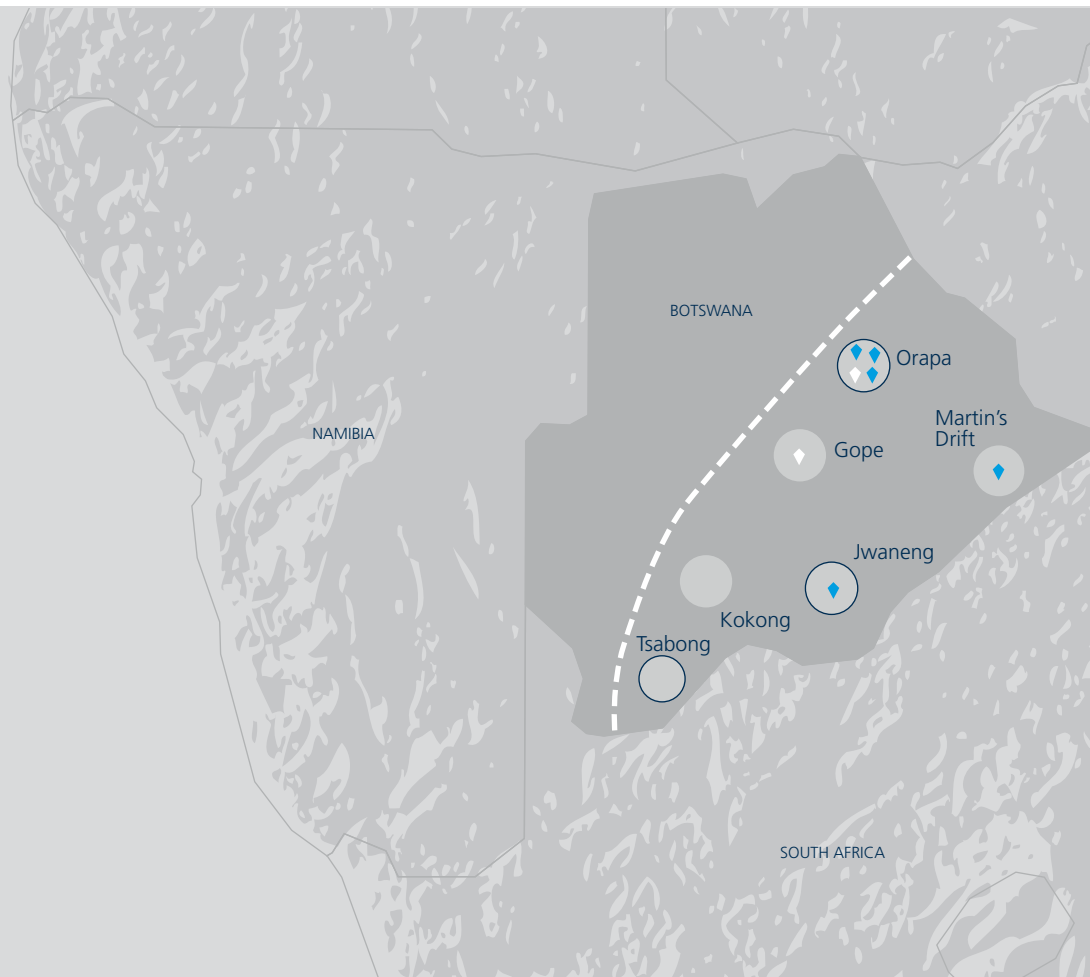 BOTSWANA
Orapa
Martin's
Drift
NAMIBIA
Gope
Jwaneng
Kokong
Tsabong
SOUTH AFRICA